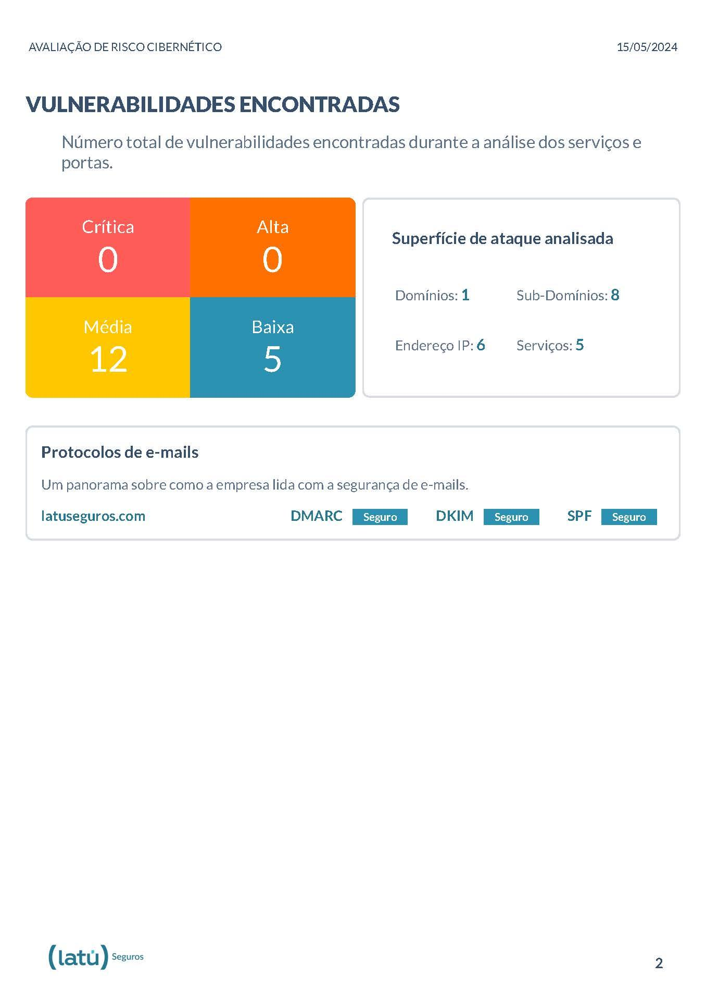 AVALIAÇÃO DE RISCO CIBERNÉTICO
15/05/2024
VULNERABILIDADES ENCONTRADAS
Número total de vulnerabilidades encontradas durante a análise dos serviços e
portas.
Crítica
0
Alta
0
Média
12
Baixa
5
Superfície de ataque analisada
Domínios: 1
Sub-Domínios: 8
Endereço IP: 6
Serviços: 5
Protocolos de e-mails
Um panorama sobre como a empresa lida com a segurança de e-mails.
latuseguros.com
DMARC Seguro
DKIM Seguro
SPF Seguro
(latú) Seguros
2